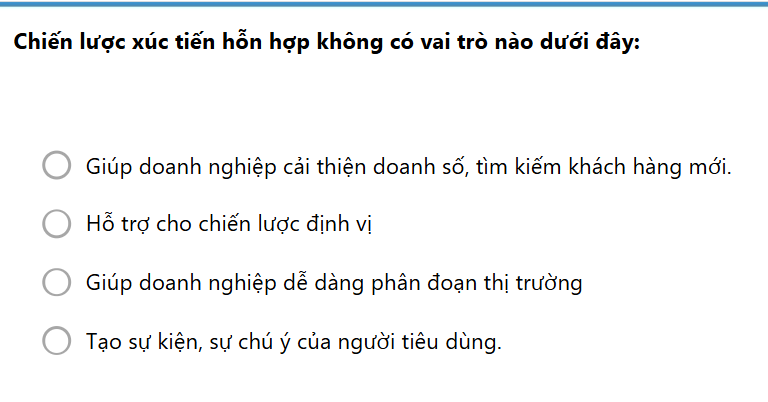 Chiến lược xúc tiến hỗn hợp không có vai trò nào dưới đây:
Giúp doanh nghiệp cải thiện doanh số, tìm kiếm khách hàng mới.
Hỗ trợ cho chiến lược định vị
Giúp doanh nghiệp dễ dàng phân đoạn thị trường
Tạo sự kiện, sự chú ý của người tiêu dùng.